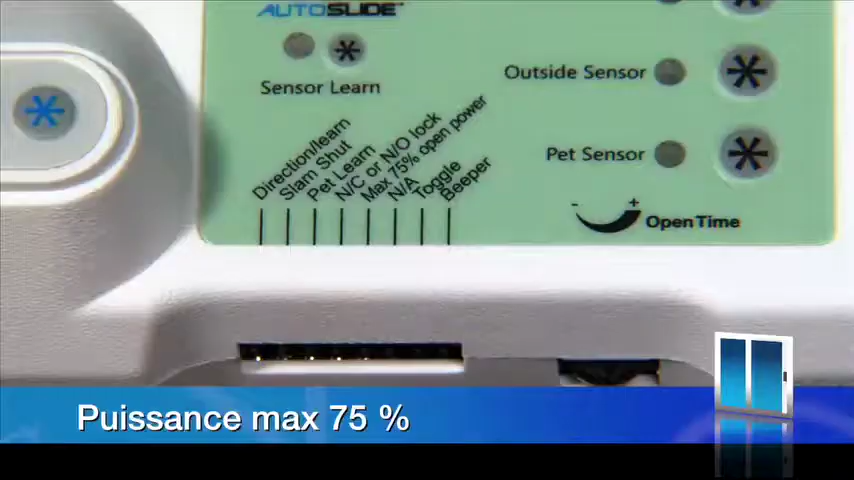 AUTOSLIDE
Sensor Learn
Outside Sensor
Pet Sensor
Direction/learn
Slam Shut
Pet Learn
N/C or N/O lock
Max 75% open power
N/A
Toggle
Beeper
- +
Open Time
Puissance max 75 %